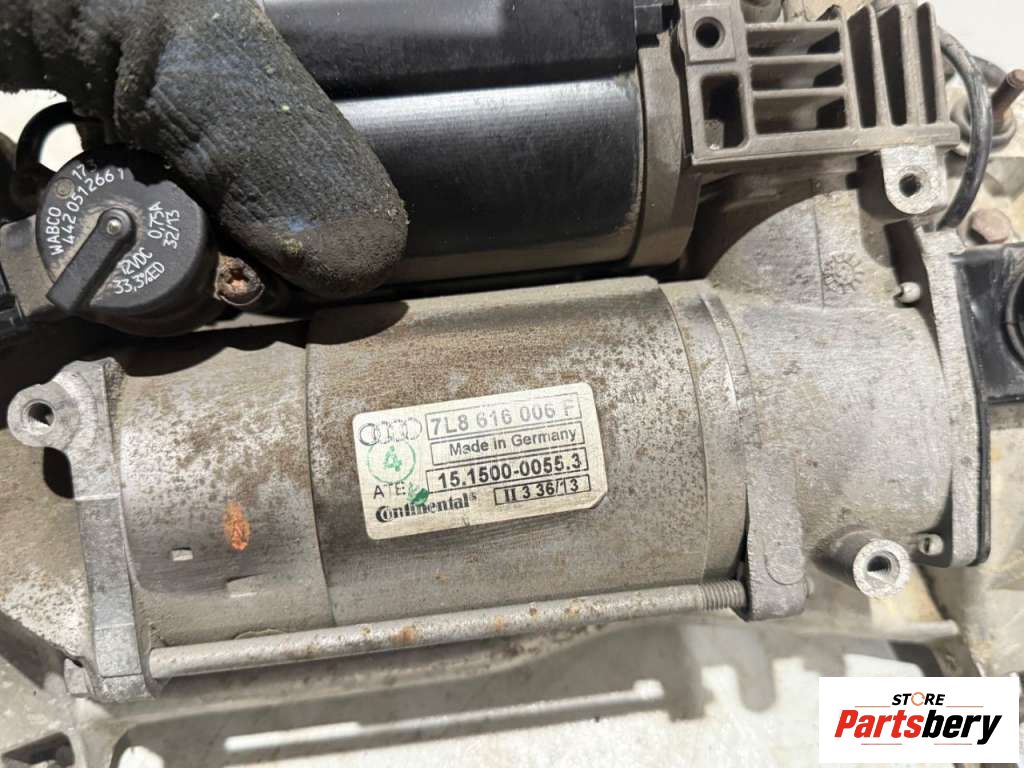 173
WABCO
4420512661
12VDC 0,75A
33,3%ED 32/13
7L8 616 006 F
Made in Germany
4
ATE
15.1500-0055.3
Continental
II 3 36/13
STORE
Partsbery